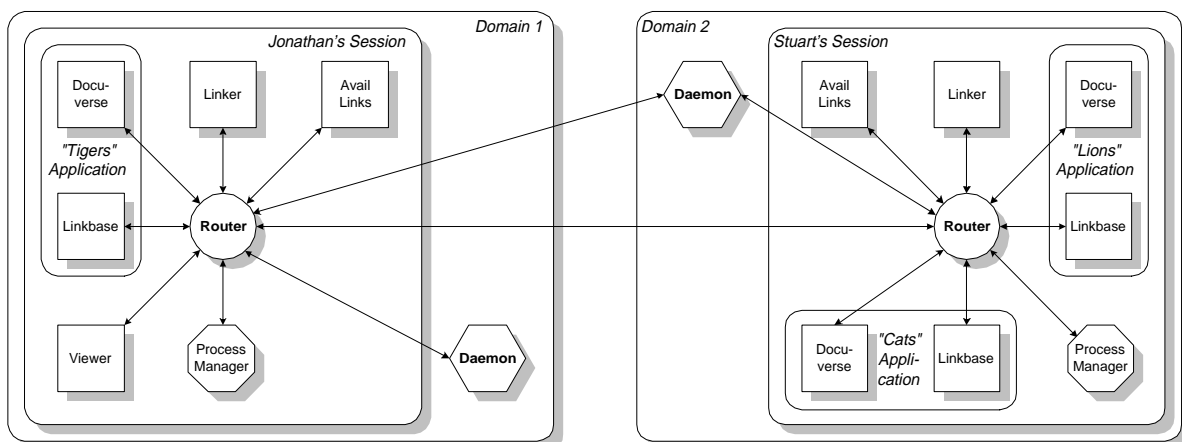 Domain 1
Jonathan's Session
Docu-
verse
Linker
Avail
Links
"Tigers"
Application
Linkbase
Router
Viewer
Process
Manager
Daemon
Domain 2
Stuart's Session
Daemon
Avail
Links
Linker
Docu-
verse
"Lions"
Application
Router
Linkbase
Docu-
verse
"Cats"
Appli-
cation
Linkbase
Process
Manager